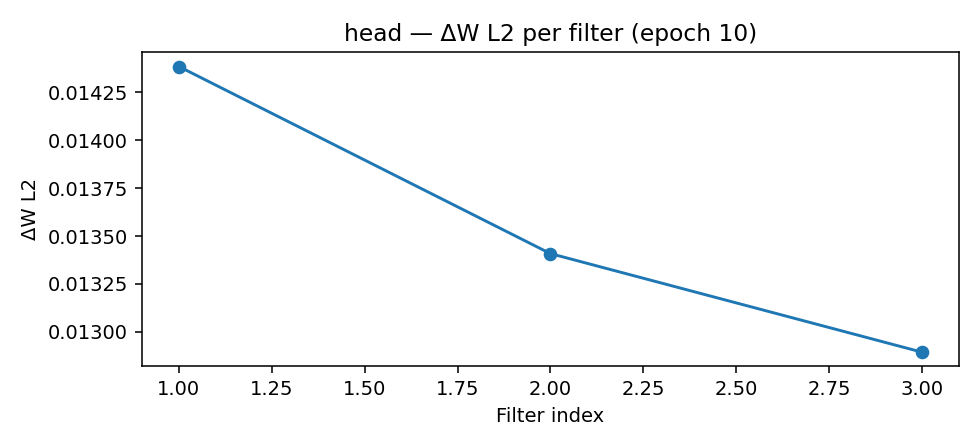 head — ΔW L2 per filter (epoch 10)
ΔW L2
0.01425
0.01400
0.01375
0.01350
0.01325
0.01300
1.00 1.25 1.50 1.75 2.00 2.25 2.50 2.75 3.00
Filter index